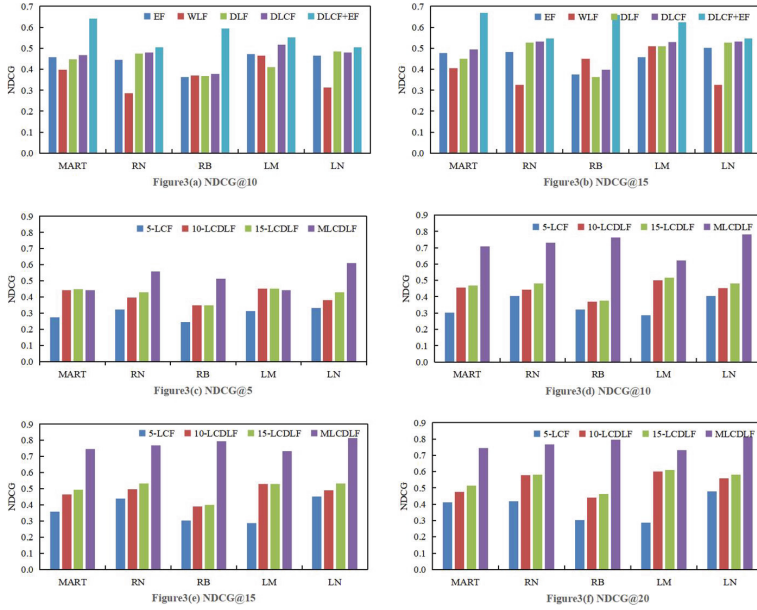 EF WLF DLF DLCF DLCF+EF
NDCG
0.7
0.6
0.5
0.4
0.3
0.2
0.1
0.0
MART RN RB LM LN
Figure3(a) NDCG@10
EF WLF DLF DLCF DLCF+EF
NDCG
0.7
0.6
0.5
0.4
0.3
0.2
0.1
0.0
MART RN RB LM LN
Figure3(b) NDCG@15
5-LCF 10-LCDLF 15-LCDLF MLCDLF
NDCG
0.9
0.8
0.7
0.6
0.5
0.4
0.3
0.2
0.1
0.0
MART RN RB LM LN
Figure3(c) NDCG@5
5-LCF 10-LCDLF 15-LCDLF MLCDLF
NDCG
0.9
0.8
0.7
0.6
0.5
0.4
0.3
0.2
0.1
0.0
MART RN RB LM LN
Figure3(d) NDCG@10
5-LCF 10-LCDLF 15-LCDLF MLCDLF
NDCG
0.9
0.8
0.7
0.6
0.5
0.4
0.3
0.2
0.1
0.0
MART RN RB LM LN
Figure3(e) NDCG@15
5-LCF 10-LCDLF 15-LCDLF MLCDLF
NDCG
0.9
0.8
0.7
0.6
0.5
0.4
0.3
0.2
0.1
0.0
MART RN RB LM LN
Figure3(f) NDCG@20